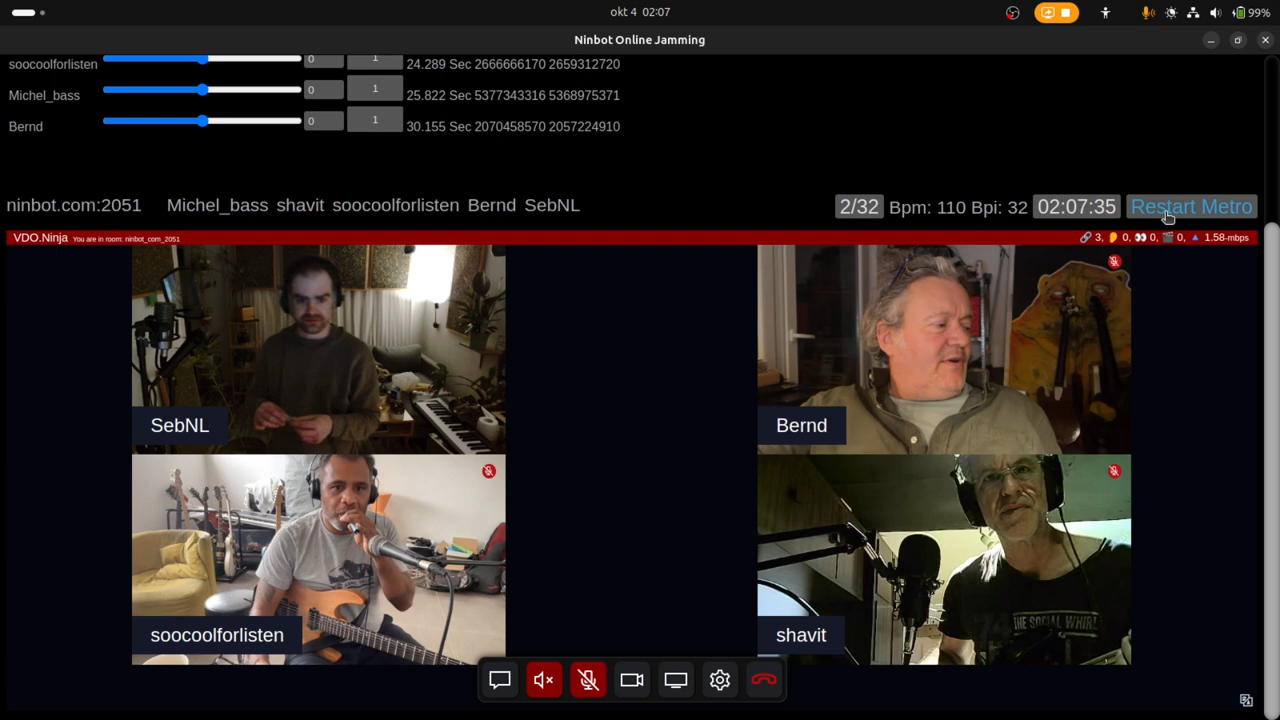 okt 4 02:07
99%
Ninbot Online Jamming
soocoolforlisten 0 1 24.289 Sec 2666666170 2659312720
Michel_bass 0 1 25.822 Sec 5377343316 5368975371
Bernd 0 1 30.155 Sec 2070458570 2057224910
ninbot.com:2051 Michel_bass shavit soocoolforlisten Bernd SebNL 2/32 Bpm: 110 Bpi: 32 02:07:35 Restart Metro
VDO.Ninja You are in room: ninbot_com_2051 3, 0, 0, 0, 1.58-mbps
SebNL
Bernd
THE SOCIAL WHIRL
soocoolforlisten
shavit